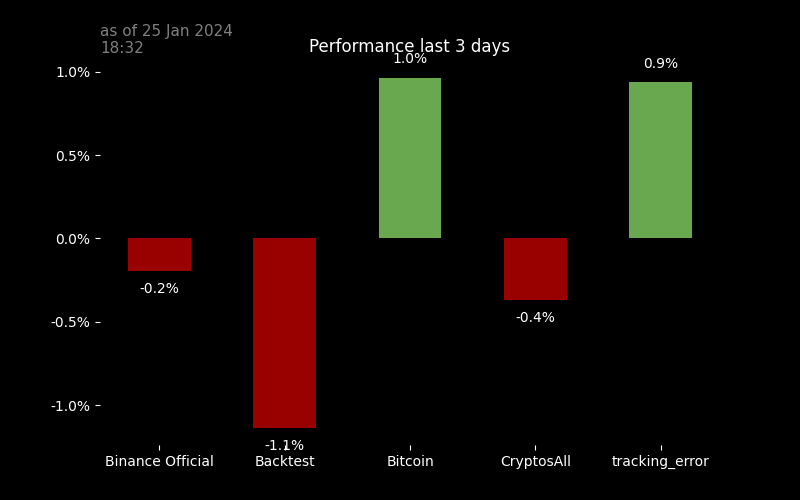 as of 25 Jan 2024
18:32
Performance last 3 days
1.0%
1.0%
0.9%
0.5%
0.0%
-0.2%
-0.5%
-0.4%
-1.0%
-1.1%
Binance Official
Backtest
Bitcoin
CryptosAll
tracking_error